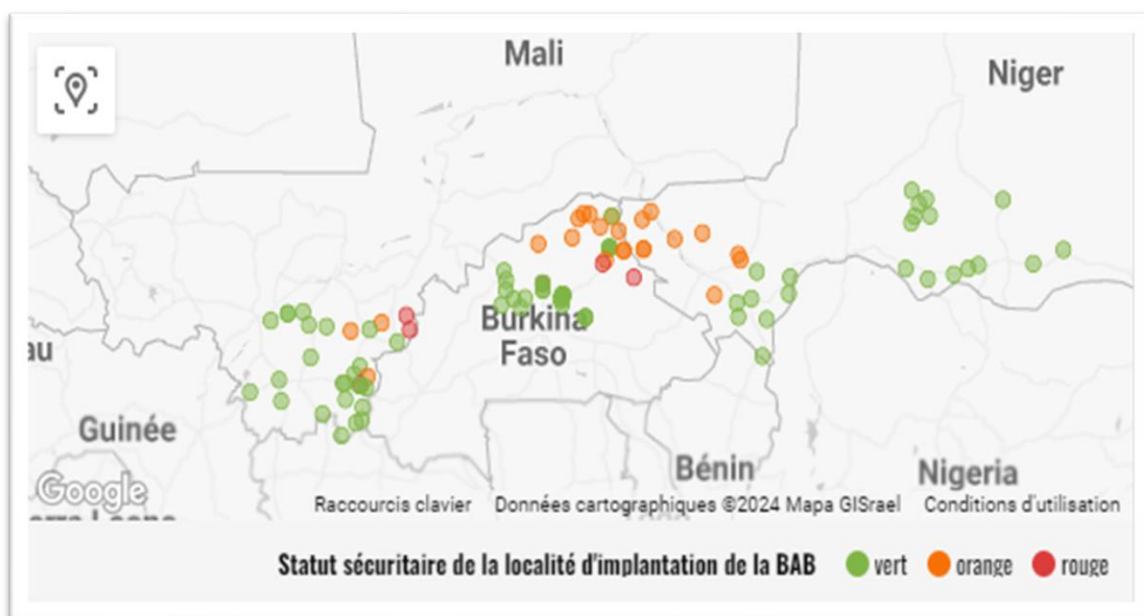 Mali
Niger
Burkina
Faso
au
Guinée
Bénin
Nigeria
Google
Raccourcis clavier Données cartographiques ©2024 Mapa GISrael Conditions d'utilisation
Statut sécuritaire de la localité d'implantation de la BAB vert orange rouge